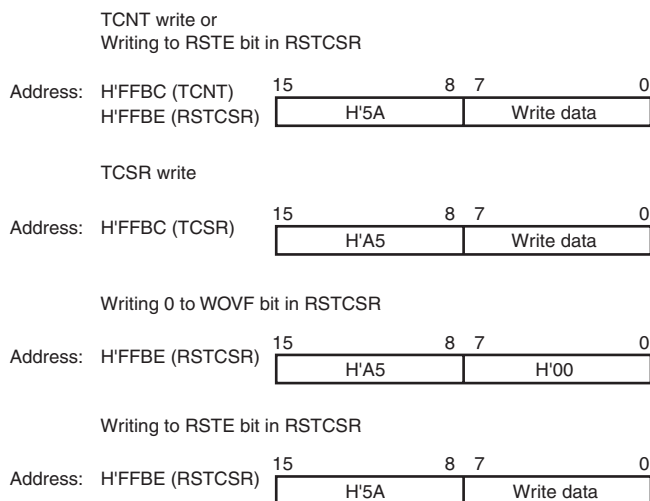 TCNT write or
Writing to RSTE bit in RSTCSR
15 8 7 0
Address: H'FFBC (TCNT)
H'FFBE (RSTCSR)
H'5A Write data
TCSR write
15 8 7 0
Address: H'FFBC (TCSR)
H'A5 Write data
Writing 0 to WOVF bit in RSTCSR
15 8 7 0
Address: H'FFBE (RSTCSR)
H'A5 H'00
Writing to RSTE bit in RSTCSR
15 8 7 0
Address: H'FFBE (RSTCSR)
H'5A Write data